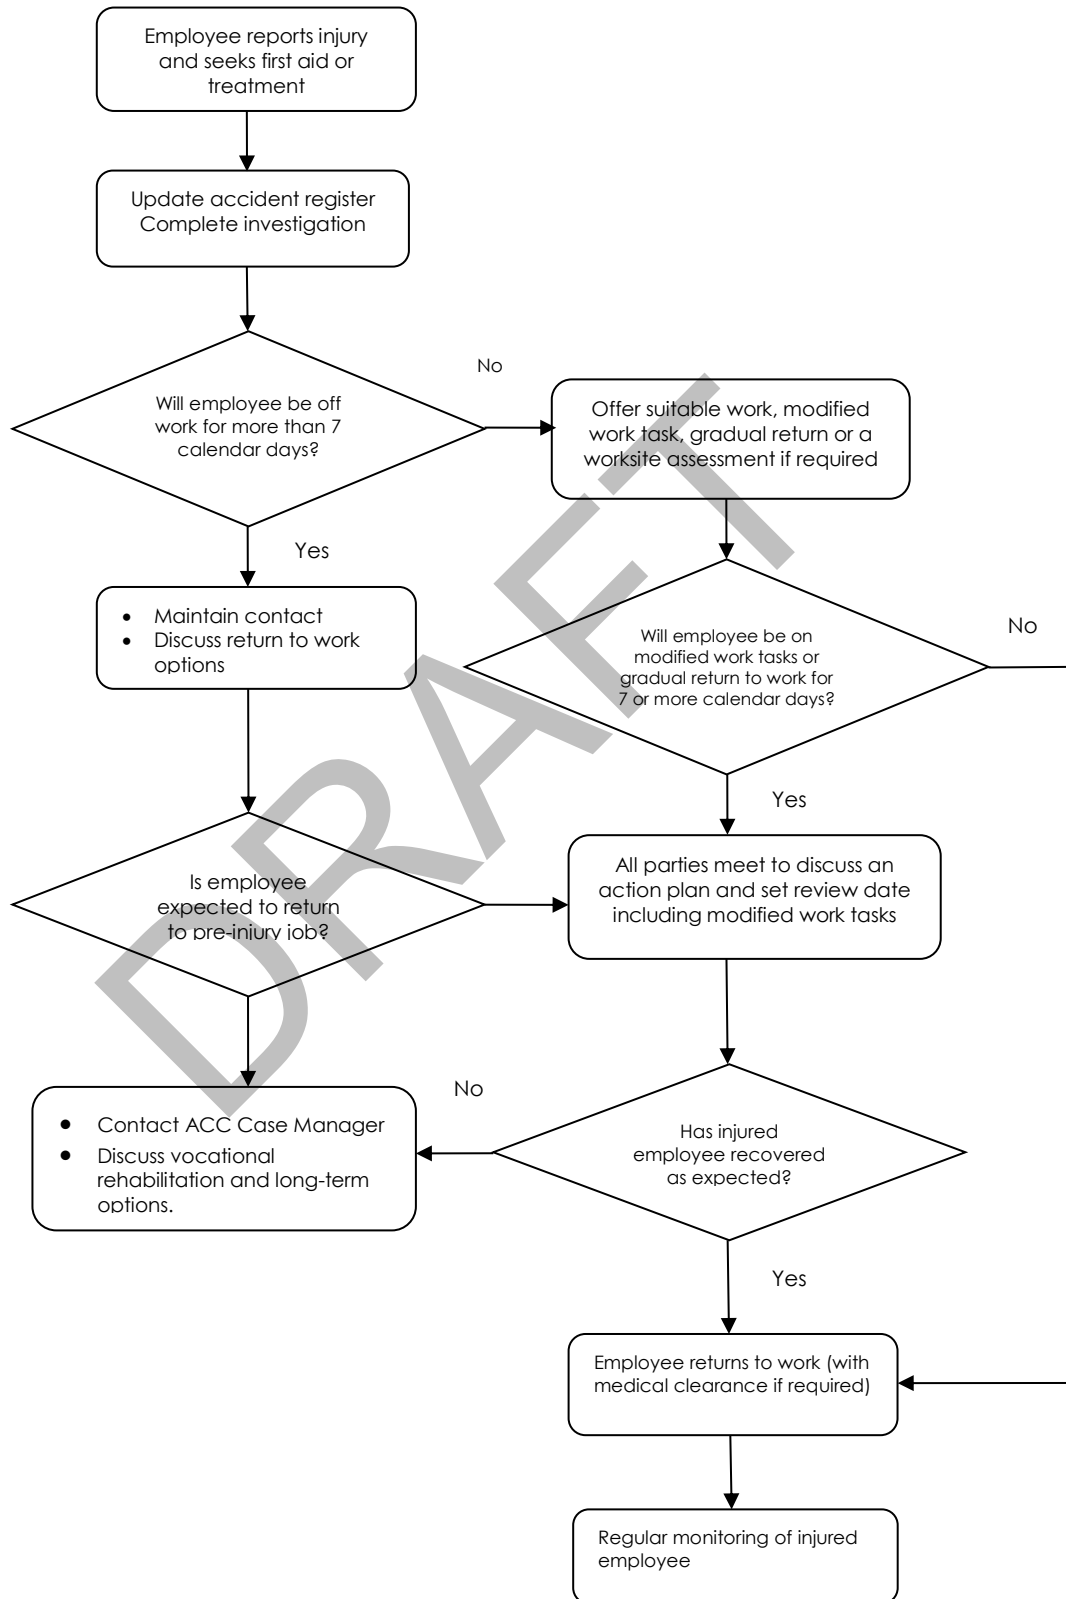 Employee reports injury
and seeks first aid or
treatment
Update accident register
Complete investigation
Will employee be off
work for more than 7
calendar days?
No
Offer suitable work, modified
work task, gradual return or a
worksite assessment if required
Yes
• Maintain contact
• Discuss return to work
options
Will employee be on
modified work tasks or
gradual return to work for
7 or more calendar days?
No
Yes
Is employee
expected to return
to pre-injury job?
All parties meet to discuss an
action plan and set review date
including modified work tasks
No
• Contact ACC Case Manager
• Discuss vocational
rehabilitation and long-term
options.
Has injured
employee recovered
as expected?
Yes
Employee returns to work (with
medical clearance if required)
Regular monitoring of injured
employee
DRAFT